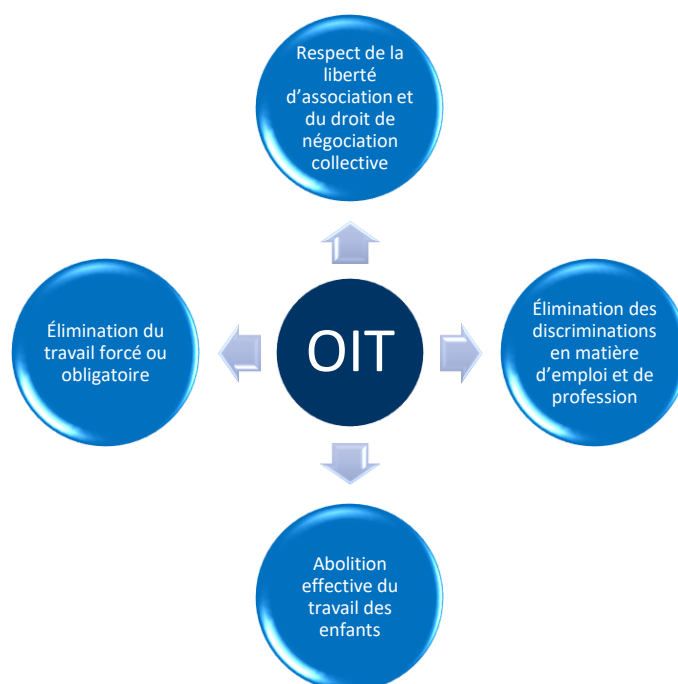 Respect de la
liberté
d’association et
du droit de
négociation
collective
Élimination du
travail forcé ou
obligatoire
OIT
Élimination des
discriminations
en matière
d’emploi et de
profession
Abolition
effective du
travail des
enfants